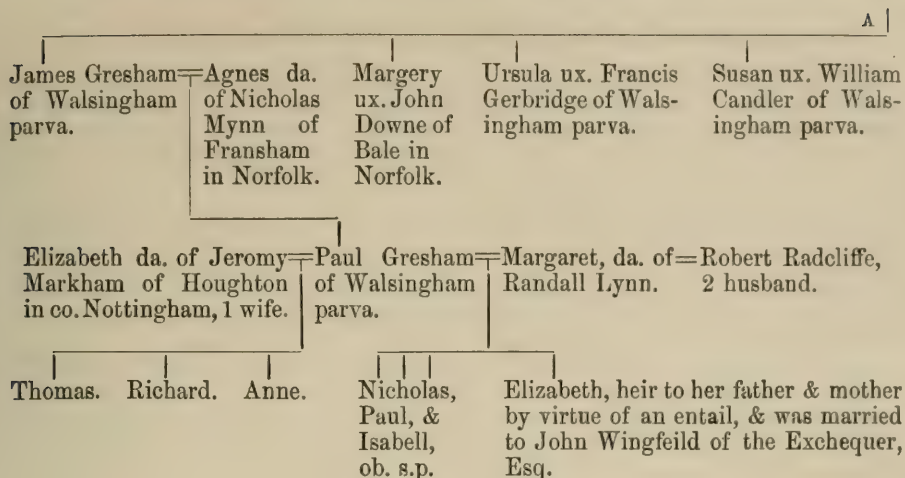 A
James Gresham=Agnes da.
of Walsingham
parva.
of Nicholas
Mynn of
Fransham
in Norfolk.
Margery
ux. John
Downe of
Bale in
Norfolk.
Ursula ux. Francis
Gerbridge of Wals-
ingham parva.
Susan ux. William
Candler of Wals-
ingham parva.
Elizabeth da. of Jeromy=
Markham of Houghton
in co. Nottingham, 1 wife.
Paul Gresham=
of Walsingham
parva.
Margaret, da. of=
Randall Lynn.
Robert Radcliffe,
2 husband.
Thomas.
Richard.
Anne.
Nicholas,
Paul, &
Isabell,
ob. s.p.
Elizabeth, heir to her father & mother
by virtue of an entail, & was married
to John Wingfeild of the Exchequer,
Esq.